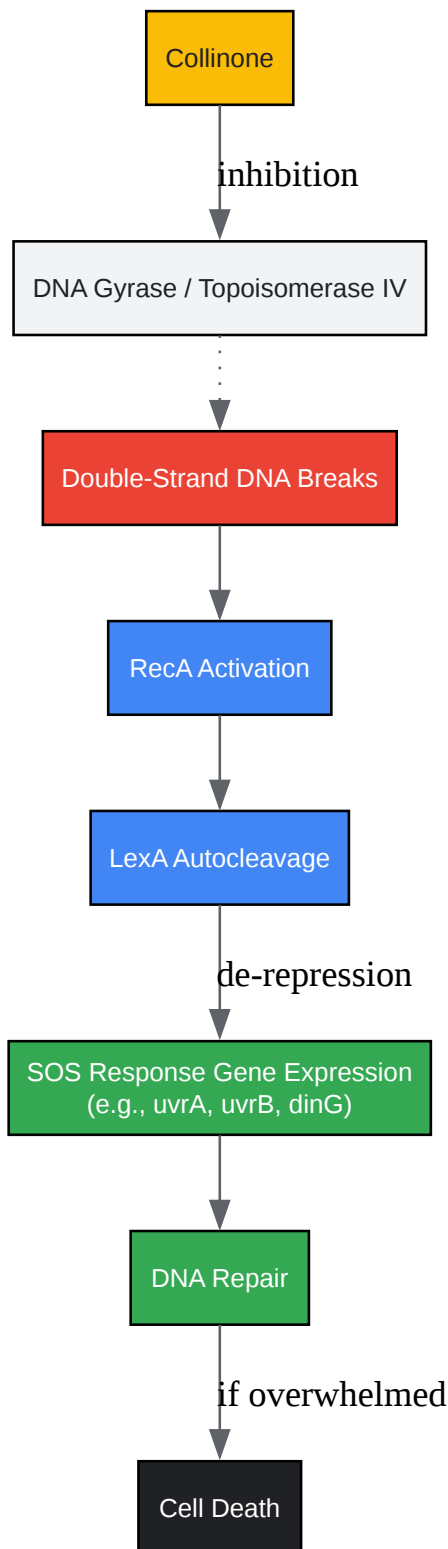 Collinone
inhibition
DNA Gyrase / Topoisomerase IV
Double-Strand DNA Breaks
RecA Activation
LexA Autocleavage
de-repression
SOS Response Gene Expression
(e.g., uvrA, uvrB, dinG)
DNA Repair
if overwhelmed
Cell Death